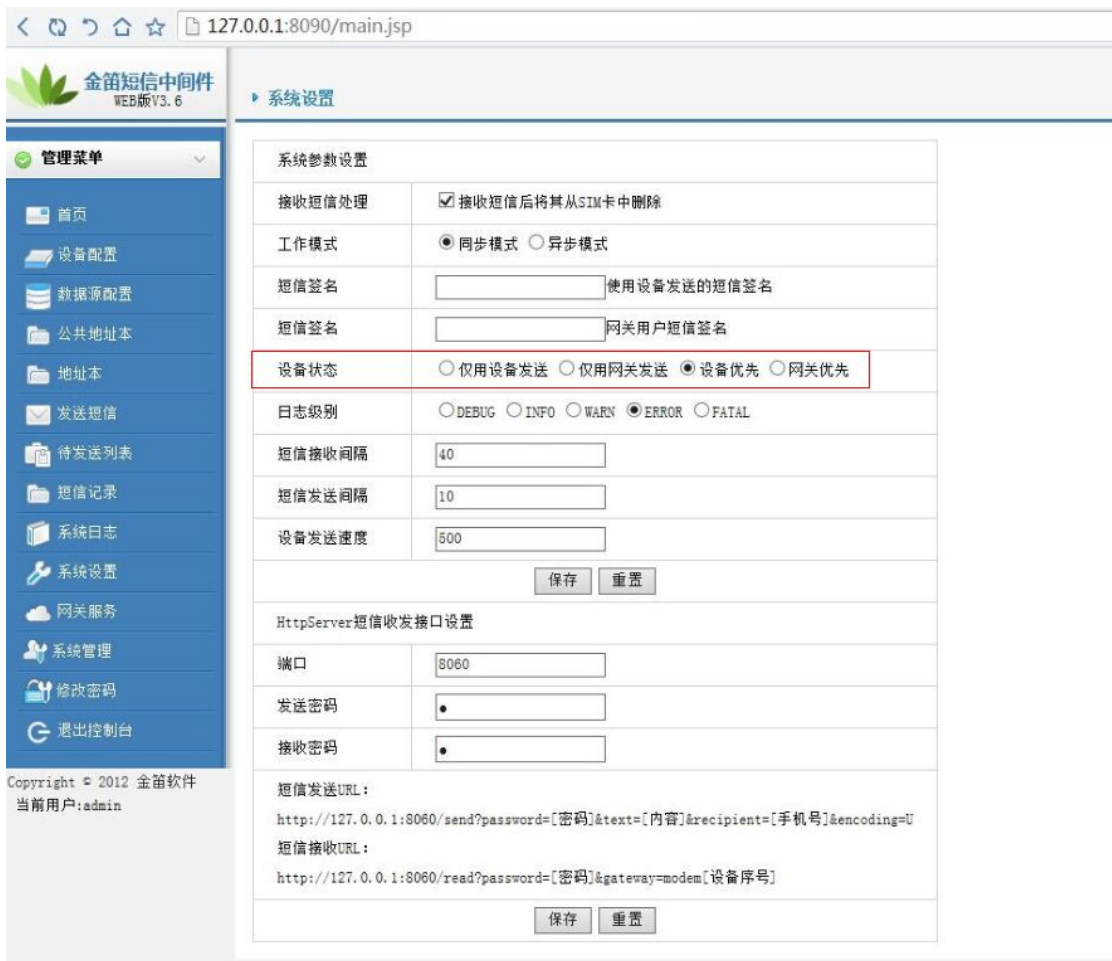 127.0.0.1:8090/main.jsp
金笛短信中间件
WEB版V3.6
系统设置
管理菜单
首页
设备配置
数据源配置
公共地址本
地址本
发送短信
待发送列表
短信记录
系统日志
系统设置
网关服务
系统管理
修改密码
退出控制台
Copyright © 2012 金笛软件
当前用户:admin
系统参数设置
接收短信处理 接收短信后将其从SIM卡中删除
工作模式 同步模式 异步模式
短信签名 使用设备发送的短信签名
短信签名 网关用户短信签名
设备状态 仅用设备发送 仅用网关发送 设备优先 网关优先
日志级别 DEBUG INFO WARN ERROR FATAL
短信接收间隔 40
短信发送间隔 10
设备发送速度 500
保存 重置
HttpServer短信收发接口设置
端口 8060
发送密码 ●
接收密码 ●
短信发送URL:
http://127.0.0.1:8060/send?password=[密码]&text=[内容]&recipient=[手机号]&encoding=U
短信接收URL:
http://127.0.0.1:8060/read?password=[密码]&gateway=modem[设备序号]
保存 重置